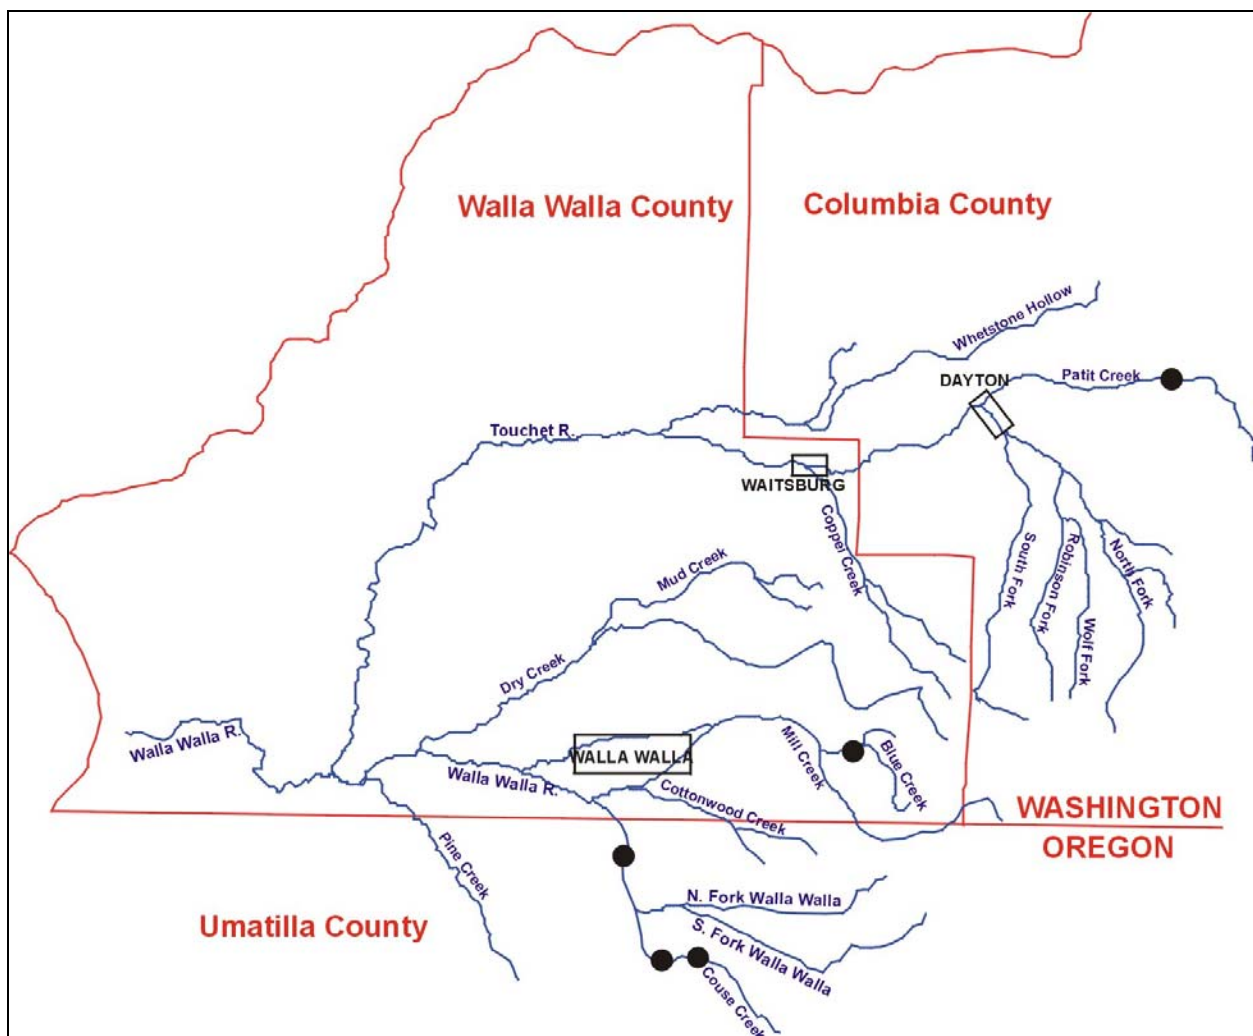 Walla Walla County
Columbia County
Whetstone Hollow
DAYTON
Patit Creek
Touchet R.
WAITSBURG
Coppei Creek
South Fork
Robinson Fork
Wolf Fork
North Fork
Mud Creek
Dry Creek
Walla Walla R.
WALLA WALLA
Walla Walla R.
Mill Creek
Blue Creek
Cottonwood Creek
WASHINGTON
OREGON
Pine Creek
Umatilla County
N. Fork Walla Walla
S. Fork Walla Walla
Couse Creek